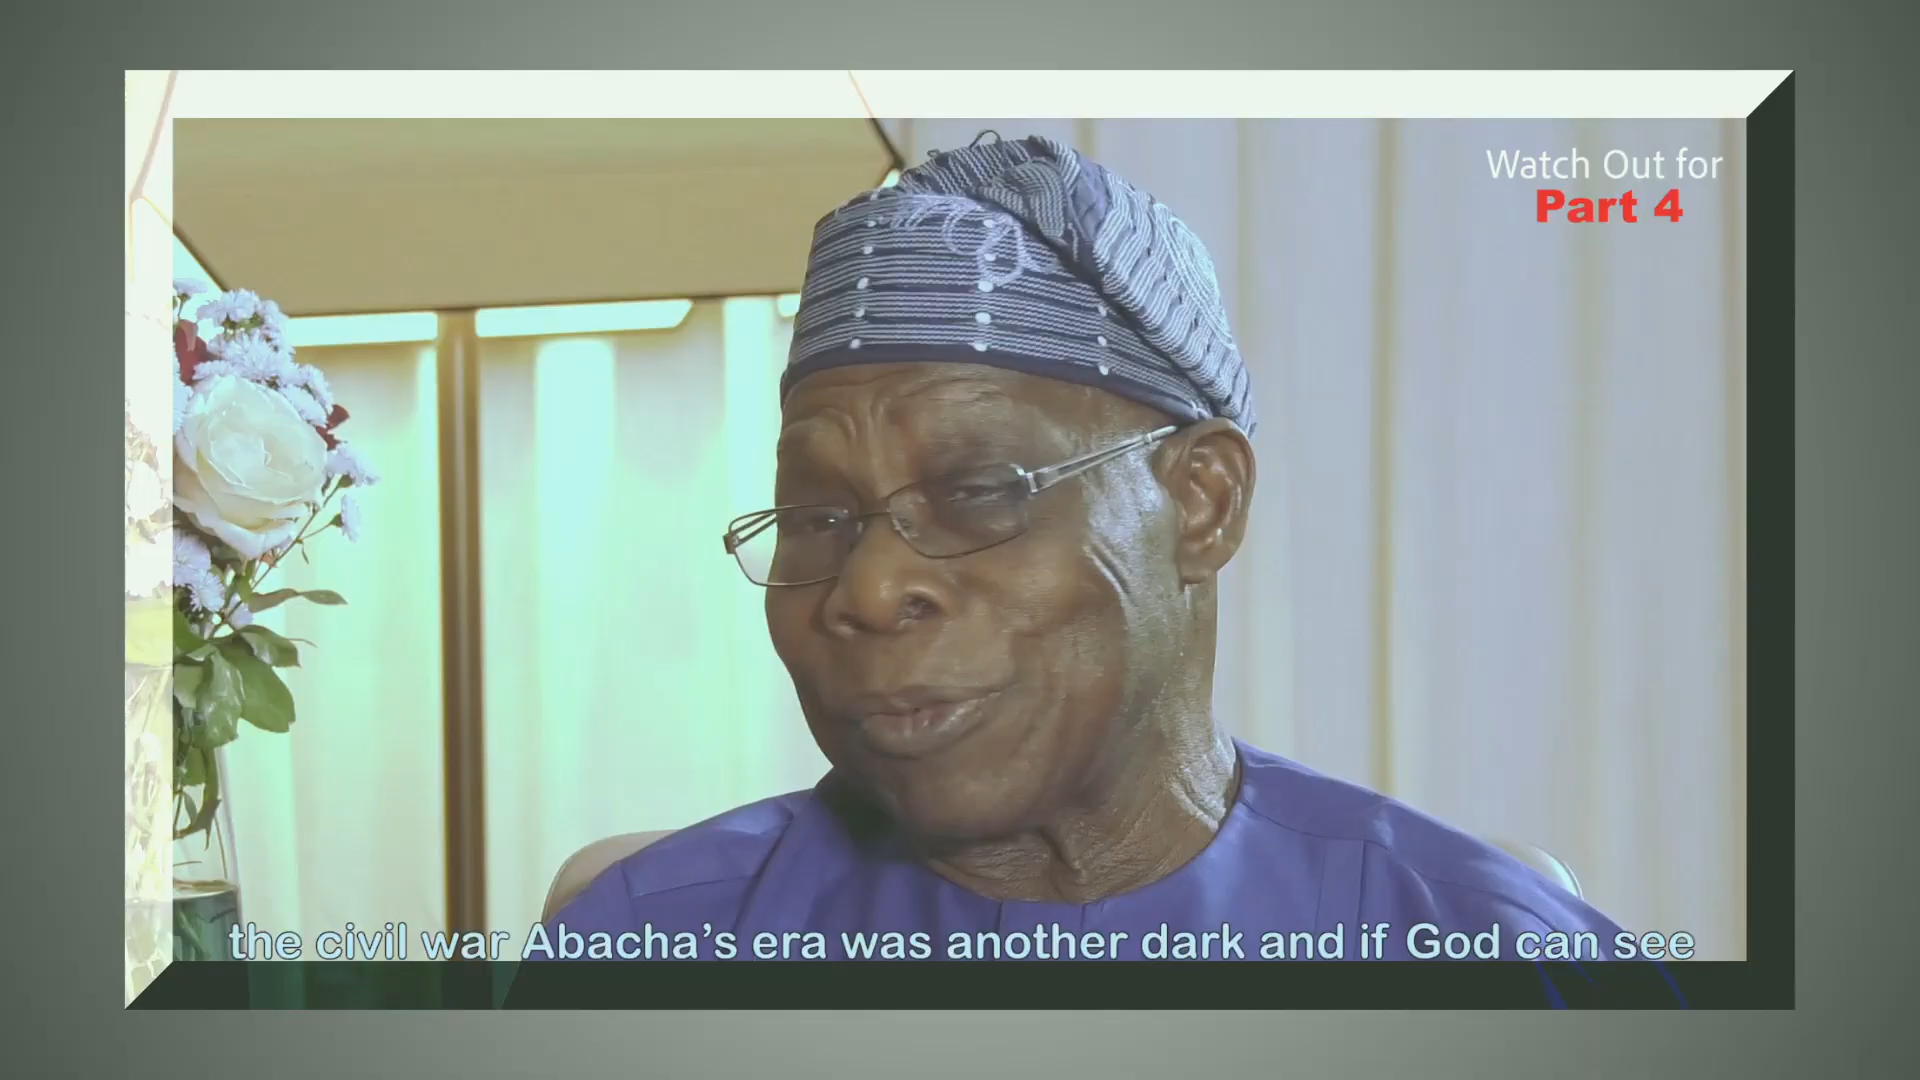 Watch Out for
Part 4
the civil war Abacha’s era was another dark and if God can see